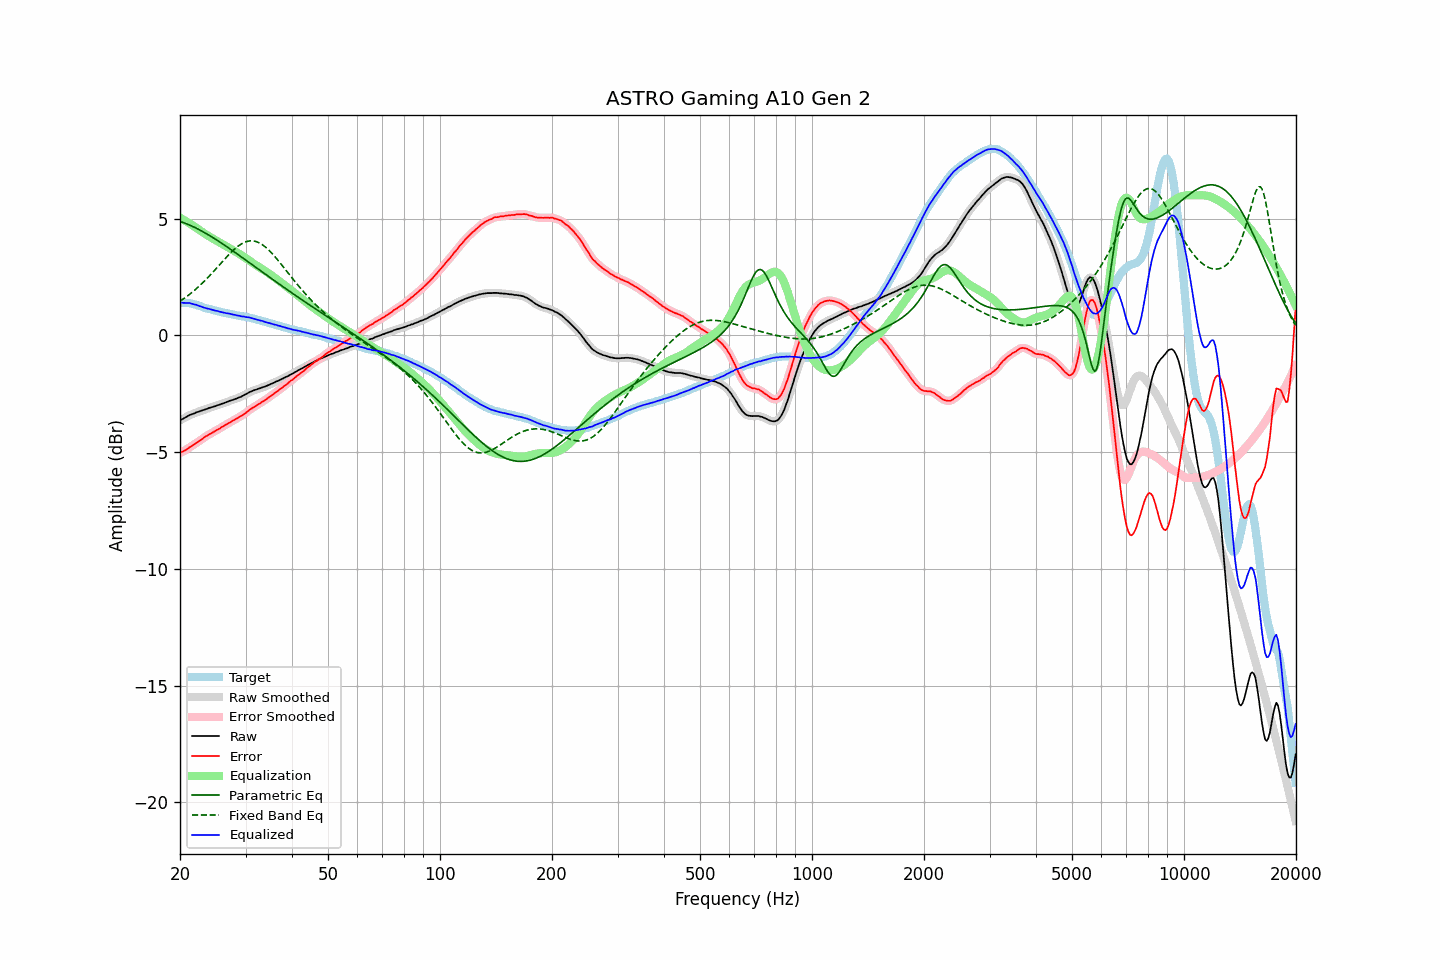 ASTRO Gaming A10 Gen 2
Amplitude (dBr)
5
0
−5
−10
−15
−20
Target
Raw Smoothed
Error Smoothed
Raw
Error
Equalization
Parametric Eq
Fixed Band Eq
Equalized
20 50 100 200 500 1000 2000 5000 10000 20000
Frequency (Hz)